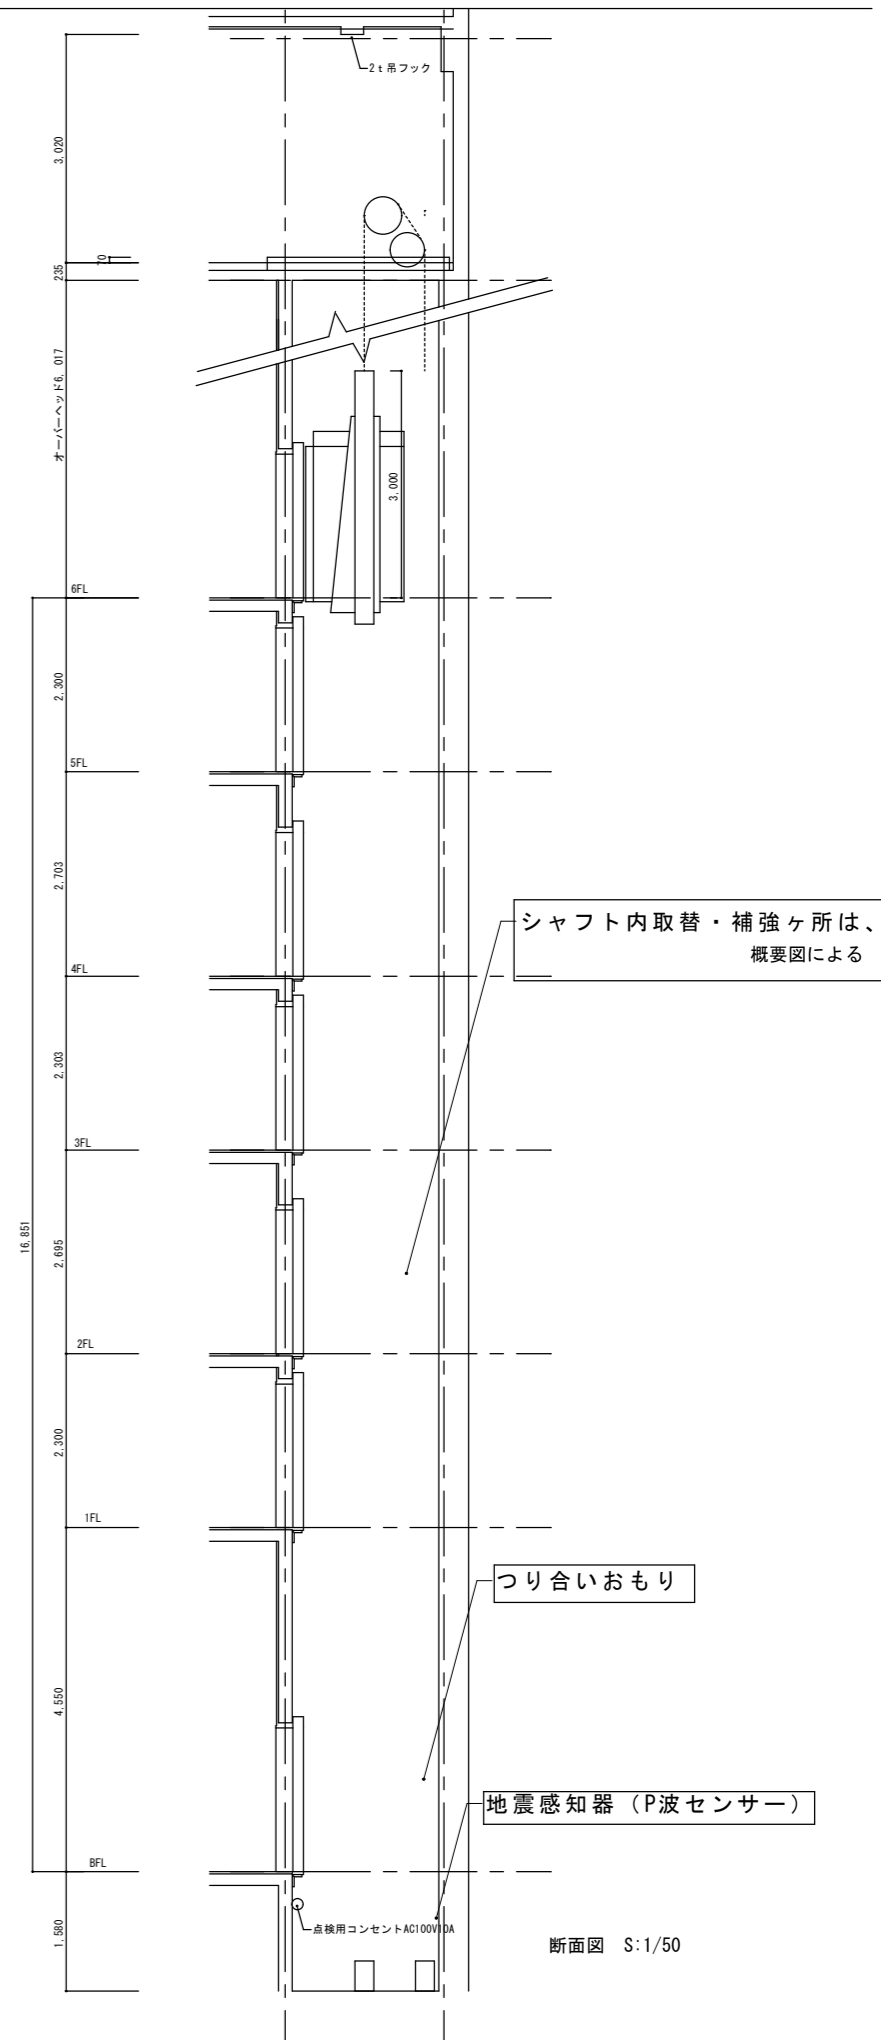 2t吊フック
3,020
70
235
オーバーヘッド6,017
3,000
6FL
2,300
5FL
2,703
シャフト内取替・補強ヶ所は、
概要図による
4FL
2,303
3FL
16,851
2,695
2FL
2,300
1FL
つり合いおもり
4,550
地震感知器（P波センサー）
BFL
1,580
点検用コンセントAC100V10A
断面図 S:1/50